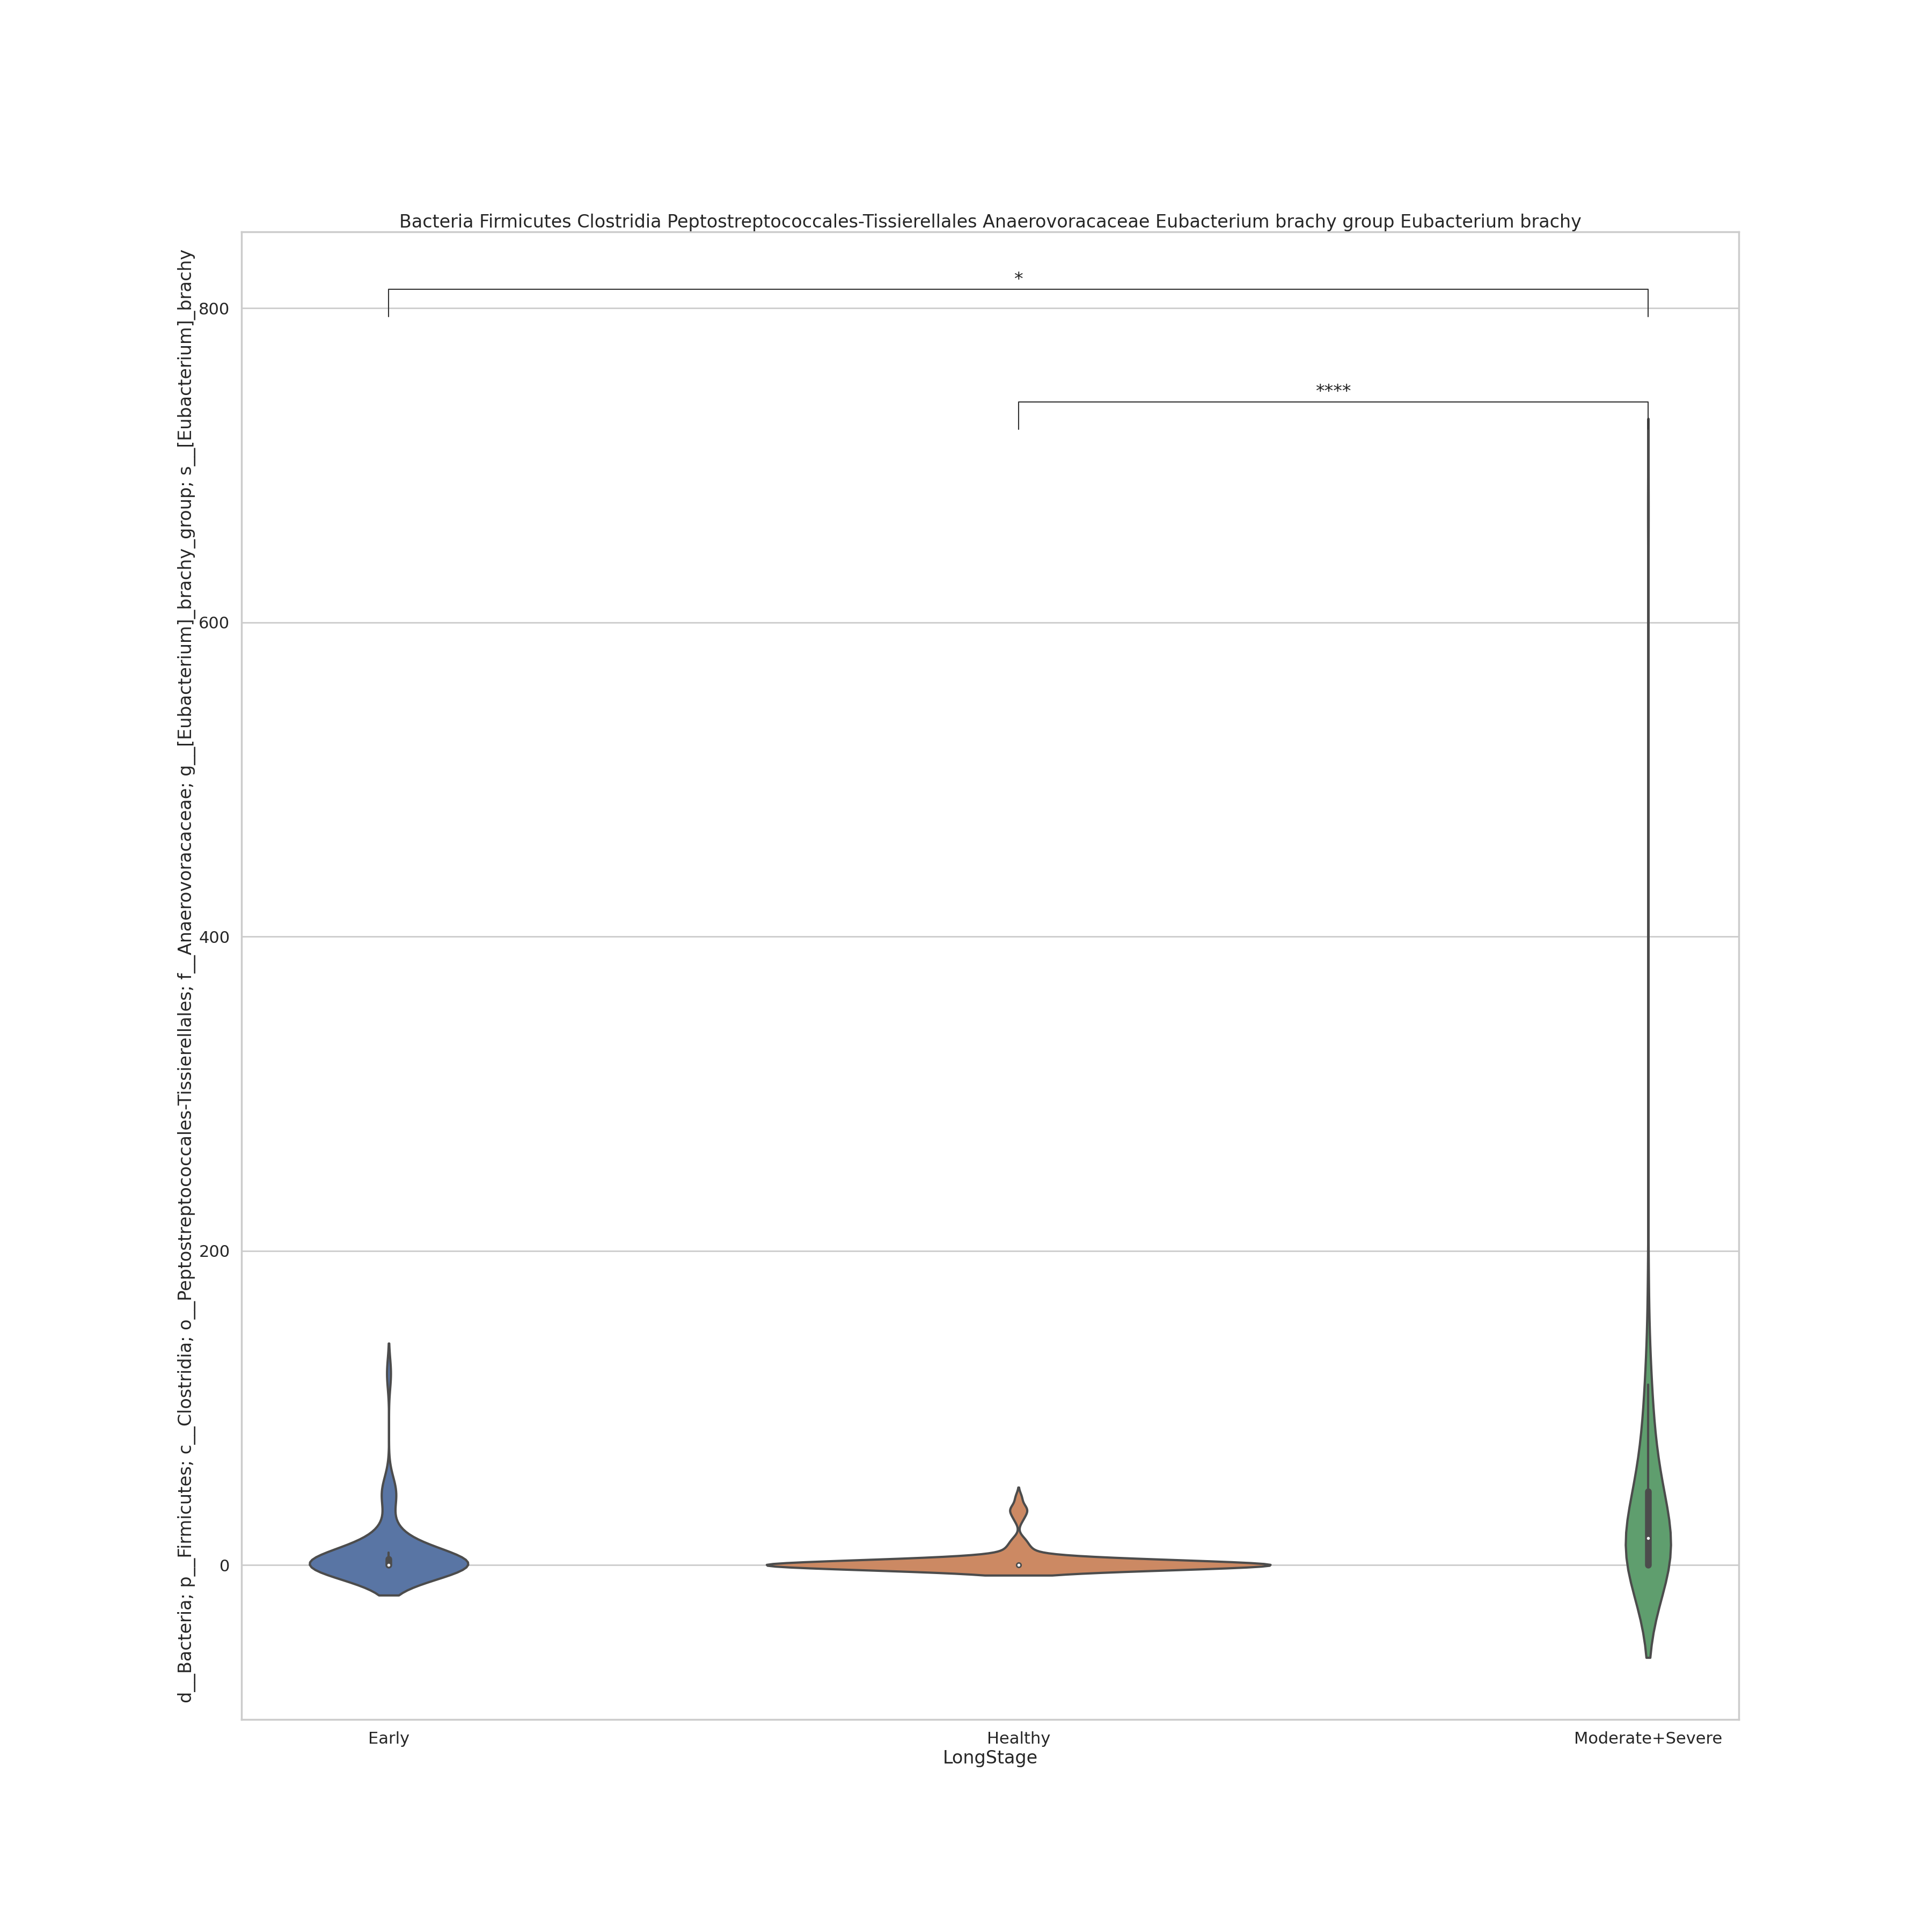 Bacteria Firmicutes Clostridia Peptostreptococcales-Tissierellales Anaerovoracaceae Eubacterium brachy group Eubacterium brachy
d__Bacteria; p__Firmicutes; c__Clostridia; o__Peptostreptococcales-Tissierellales; f__Anaerovoracaceae; g__[Eubacterium]_brachy_group; s__[Eubacterium]_brachy
*
800
****
600
400
200
0
Early Healthy Moderate+Severe
LongStage